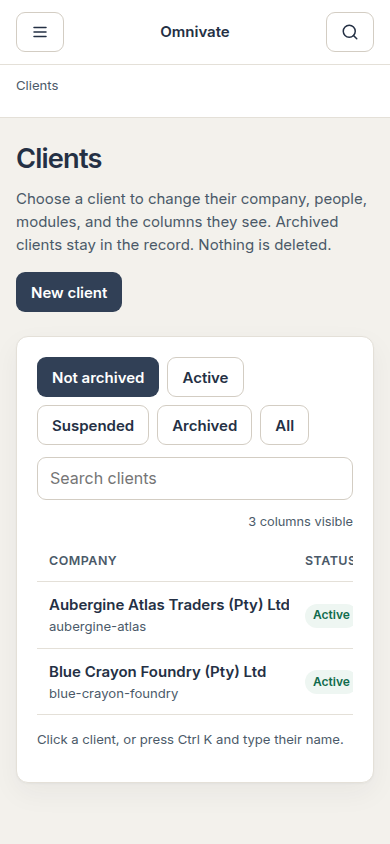 Omnivate
Clients
Clients
Choose a client to change their company, people,
modules, and the columns they see. Archived
clients stay in the record. Nothing is deleted.
New client
Not archived
Active
Suspended
Archived
All
Search clients
3 columns visible
COMPANY
STATUS
Aubergine Atlas Traders (Pty) Ltd
aubergine-atlas
Active
Blue Crayon Foundry (Pty) Ltd
blue-crayon-foundry
Active
Click a client, or press Ctrl K and type their name.